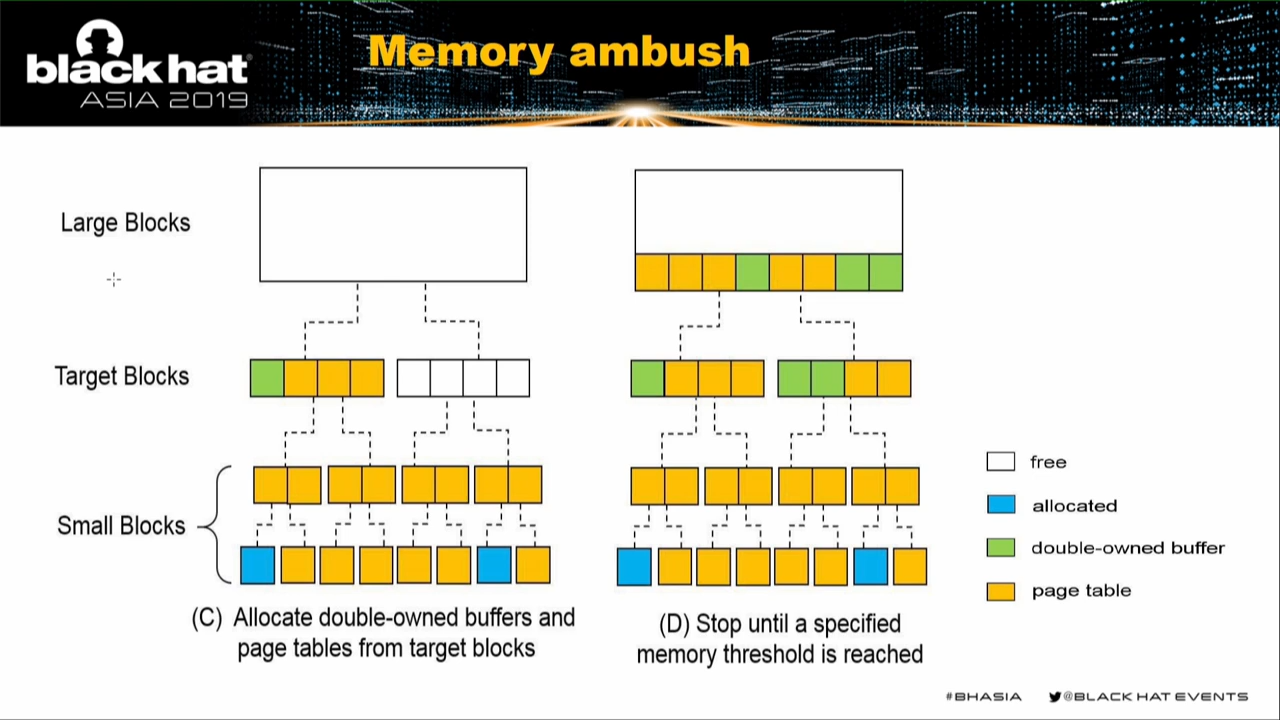 Memory ambush
black hat
ASIA 2019
Large Blocks
Target Blocks
Small Blocks
free
allocated
double-owned buffer
page table
(C) Allocate double-owned buffers and
page tables from target blocks
(D) Stop until a specified
memory threshold is reached
#BHASIA
@BLACK HAT EVENTS